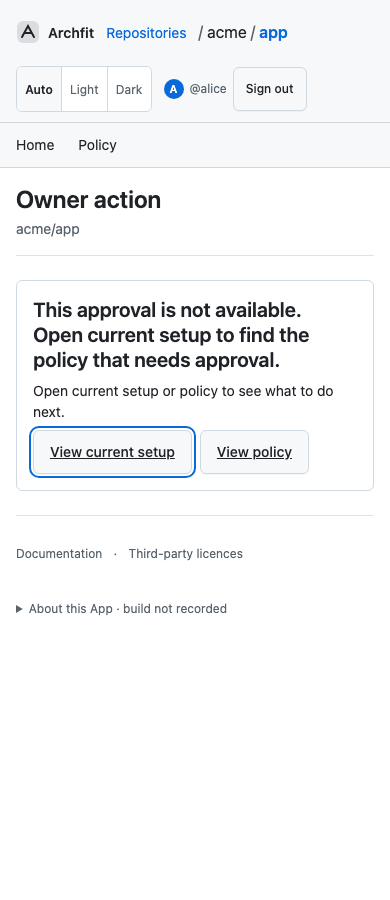 Archfit Repositories / acme / app
Auto Light Dark A @alice Sign out
Home Policy
Owner action
acme/app
This approval is not available.
Open current setup to find the
policy that needs approval.
Open current setup or policy to see what to do
next.
View current setup View policy
Documentation · Third-party licences
About this App · build not recorded